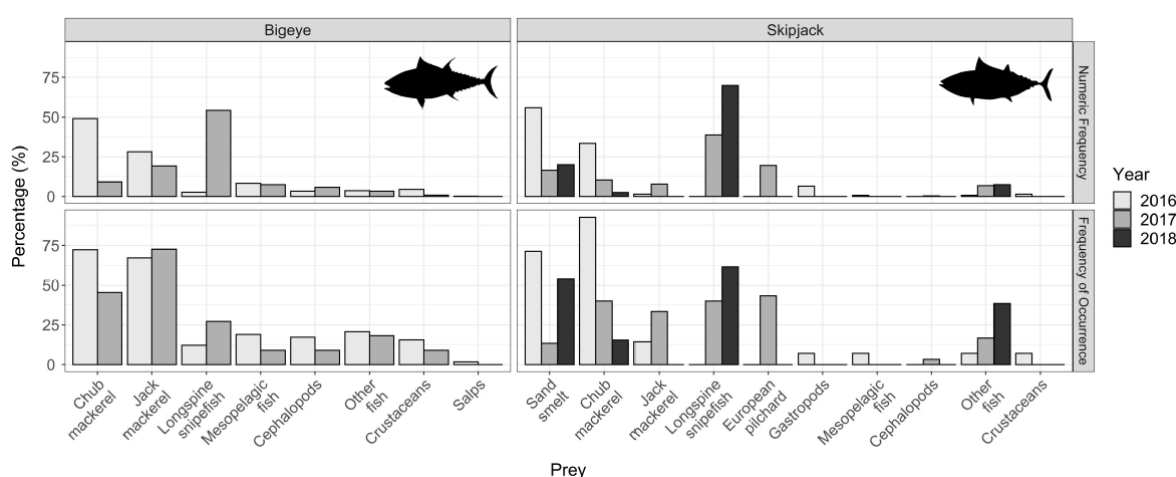 Bigeye
Skipjack
Percentage (%)
75
50
25
0
75
50
25
0
Numeric Frequency
Frequency of Occurrence
Year
2016
2017
2018
Chub
mackerel
Jack
mackerel
Longspine
snipefish
Mesopelagic
fish
Cephalopods
Other
fish
Crustaceans
Salps
Sand
smelt
Chub
mackerel
Jack
mackerel
Longspine
snipefish
European
pilchard
Gastropods
Mesopelagic
fish
Cephalopods
Other
fish
Crustaceans
Prey